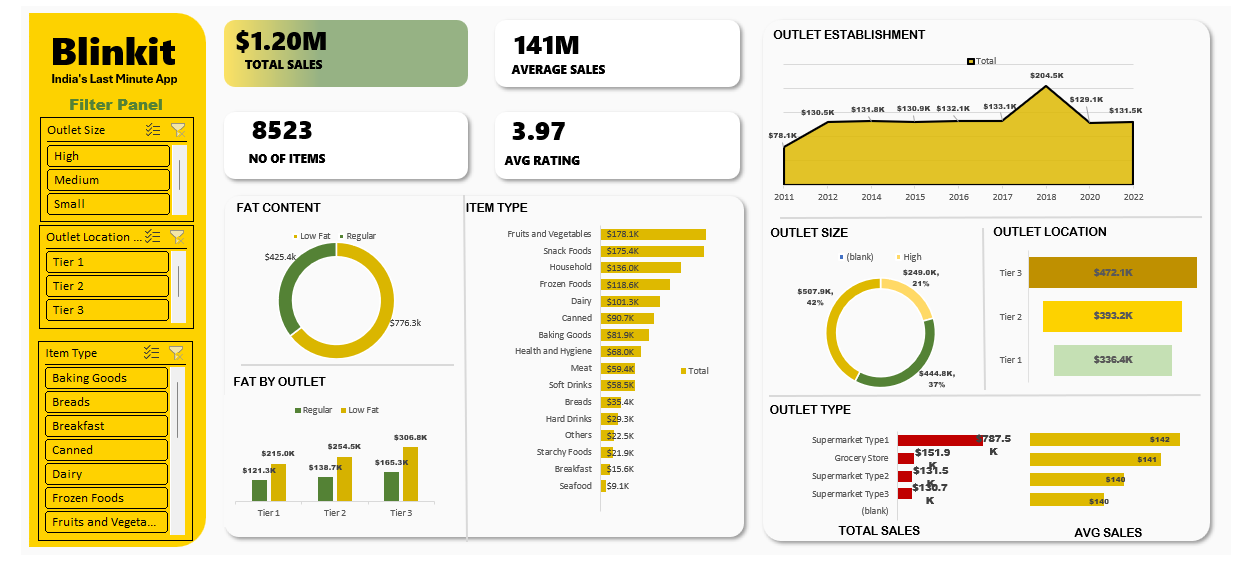 Blinkit
India's Last Minute App
Filter Panel
Outlet Size
High
Medium
Small
Outlet Location ...
Tier 1
Tier 2
Tier 3
Item Type
Baking Goods
Breads
Breakfast
Canned
Dairy
Frozen Foods
Fruits and Vegeta...
$1.20M
TOTAL SALES
141M
AVERAGE SALES
8523
NO OF ITEMS
3.97
AVG RATING
FAT CONTENT
Low Fat Regular
$425.4k
$776.3k
FAT BY OUTLET
Regular Low Fat
$121.3K $215.0K $138.7K $254.5K $165.3K $306.8K
Tier 1 Tier 2 Tier 3
ITEM TYPE
Fruits and Vegetables $178.1K
Snack Foods $175.4K
Household $136.0K
Frozen Foods $118.6K
Dairy $101.3K
Canned $90.7K
Baking Goods $81.9K
Health and Hygiene $68.0K
Meat $59.4K
Soft Drinks $58.5K
Breads $35.4K
Hard Drinks $29.3K
Others $22.5K
Starchy Foods $21.9K
Breakfast $15.6K
Seafood $9.1K
Total
OUTLET ESTABLISHMENT
Total
$78.1K $130.5K $131.8K $130.9K $132.1K $133.1K $204.5K $129.1K $131.5K
2011 2012 2014 2015 2016 2017 2018 2020 2022
OUTLET SIZE
(blank) High
$249.0K,
21%
$507.9K,
42%
$444.8K,
37%
OUTLET LOCATION
Tier 3 $472.1K
Tier 2 $393.2K
Tier 1 $336.4K
OUTLET TYPE
Supermarket Type1 $787.5
K
Grocery Store $151.9
K
Supermarket Type2 $131.5
K
Supermarket Type3 $130.7
K
(blank)
TOTAL SALES
$142
$141
$140
$140
AVG SALES